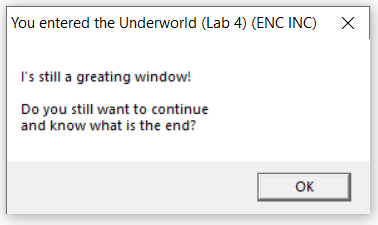 You entered the Underworld (Lab 4) (ENC INC)
I's still a greating window!
Do you still want to continue
and know what is the end?
OK